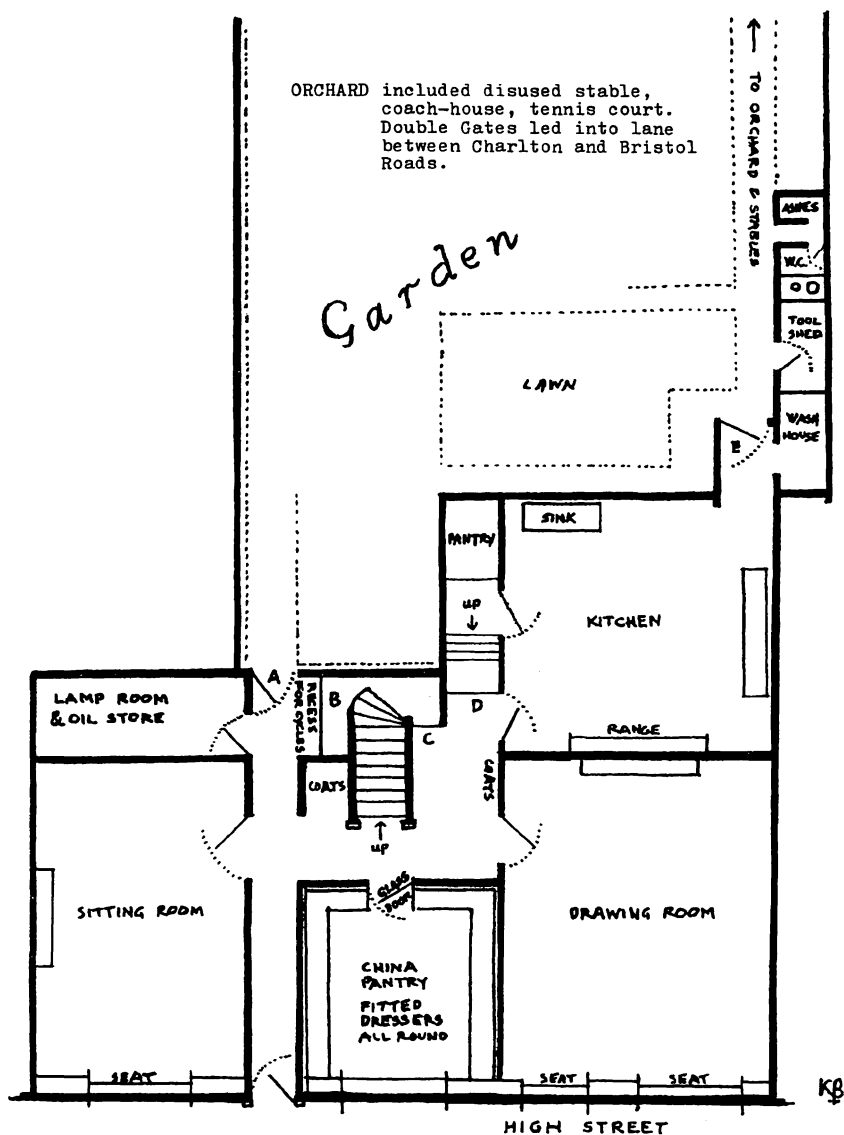 ORCHARD included disused stable,
coach-house, tennis court.
Double Gates led into lane
between Charlton and Bristol
Roads.
→ TO ORCHARD & STABLES
ASHES
W.C.
TOOL
SHED
WASH
HOUSE
IN
Garden
LAWN
SINK
PANTRY
UP
KITCHEN
RANGE
A
B
C
D
LAMP ROOM
& OIL STORE
RECESS
FOR CYCLES
COATS
COATS
UP
GLASS
DOOR
SITTING ROOM
DRAWING ROOM
CHINA
PANTRY
FITTED
DRESSERS
ALL ROUND
SEAT
SEAT
SEAT
KB
HIGH STREET